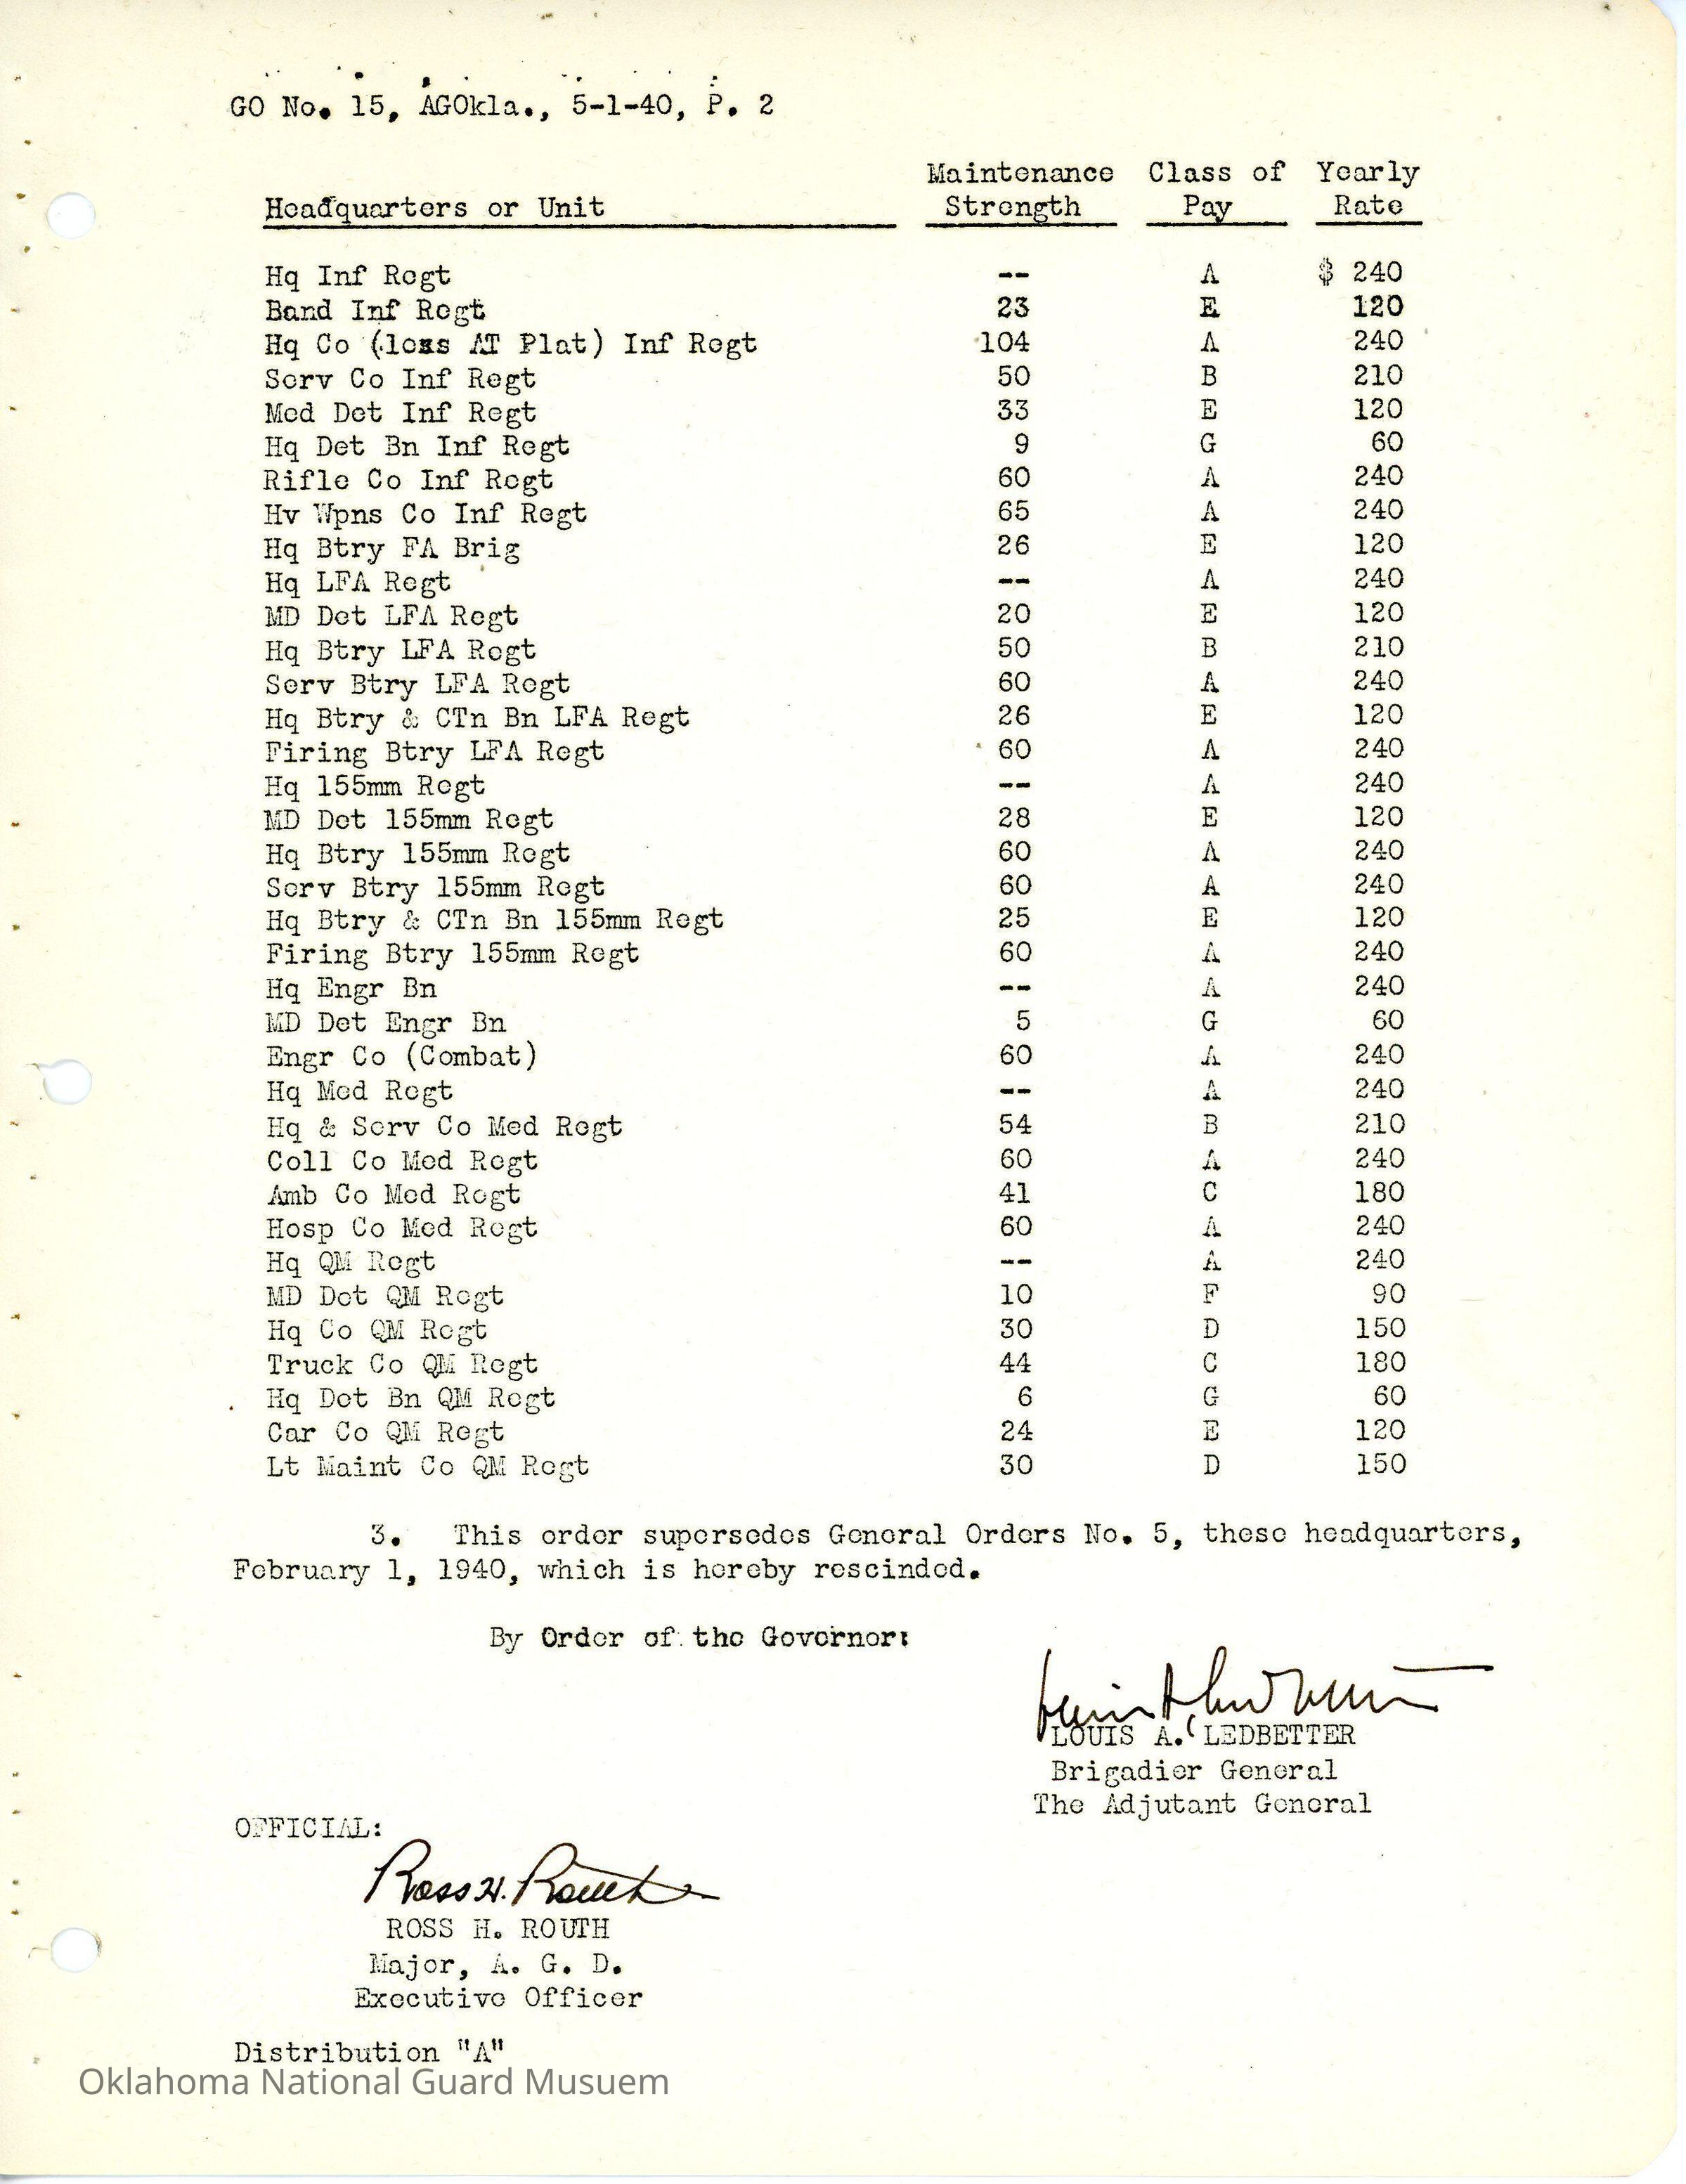 GO No. 15, AGOkla., 5-1-40, P. 2
Maintenance Class of Yearly
Headquarters or Unit Strength Pay Rate
Hq Inf Regt -- A $ 240
Band Inf Regt 23 E 120
Hq Co (less AT Plat) Inf Regt 104 A 240
Serv Co Inf Regt 50 B 210
Med Det Inf Regt 33 E 120
Hq Det Bn Inf Regt 9 G 60
Rifle Co Inf Regt 60 A 240
Hv Wpns Co Inf Regt 65 A 240
Hq Btry FA Brig 26 E 120
Hq LFA Regt -- A 240
MD Det LFA Regt 20 E 120
Hq Btry LFA Regt 50 B 210
Serv Btry LFA Regt 60 A 240
Hq Btry & CTn Bn LFA Regt 26 E 120
Firing Btry LFA Regt 60 A 240
Hq 155mm Regt -- A 240
MD Det 155mm Regt 28 E 120
Hq Btry 155mm Regt 60 A 240
Serv Btry 155mm Regt 60 A 240
Hq Btry & CTn Bn 155mm Regt 25 E 120
Firing Btry 155mm Regt 60 A 240
Hq Engr Bn -- A 240
MD Det Engr Bn 5 G 60
Engr Co (Combat) 60 A 240
Hq Med Regt -- A 240
Hq & Serv Co Med Regt 54 B 210
Coll Co Med Regt 60 A 240
Amb Co Med Regt 41 C 180
Hosp Co Med Regt 60 A 240
Hq QM Regt -- A 240
MD Det QM Regt 10 F 90
Hq Co QM Regt 30 D 150
Truck Co QM Regt 44 C 180
Hq Det Bn QM Regt 6 G 60
Car Co QM Regt 24 E 120
Lt Maint Co QM Regt 30 D 150
3. This order supersedes General Orders No. 5, these headquarters,
February 1, 1940, which is hereby rescinded.
By Order of the Governor:
LOUIS A. LEDBETTER
Brigadier General
The Adjutant General
OFFICIAL:
Ross H. Routh
ROSS H. ROUTH
Major, A. G. D.
Executive Officer
Distribution "A"
Oklahoma National Guard Musuem